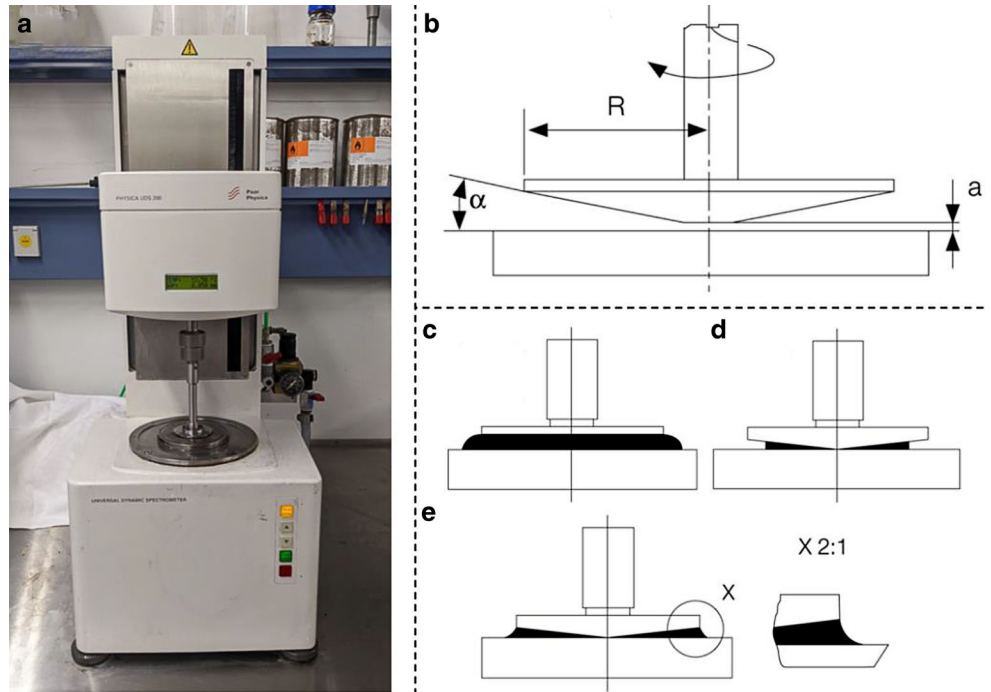 a
PHYSICA UDS 200
Paar
Physica
UNIVERSAL DYNAMIC SPECTROMETER
b
R
α
a
c
d
e
X
X 2:1